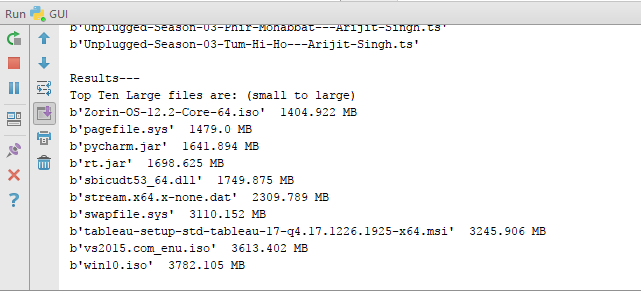 Run GUI
b'Unplugged-Season-03-Phir-Mohabbat---Arijit-Singh.ts'
b'Unplugged-Season-03-Tum-Hi-Ho---Arijit-Singh.ts'
Results---
Top Ten Large files are: (small to large)
b'Zorin-OS-12.2-Core-64.iso'  1404.922 MB
b'pagefile.sys'  1479.0 MB
b'pycharm.jar'  1641.894 MB
b'rt.jar'  1698.625 MB
b'sbicudt53_64.dll'  1749.875 MB
b'stream.x64.x-none.dat'  2309.789 MB
b'swapfile.sys'  3110.152 MB
b'tableau-setup-std-tableau-17-q4.17.1226.1925-x64.msi'  3245.906 MB
b'vs2015.com_enu.iso'  3613.402 MB
b'win10.iso'  3782.105 MB